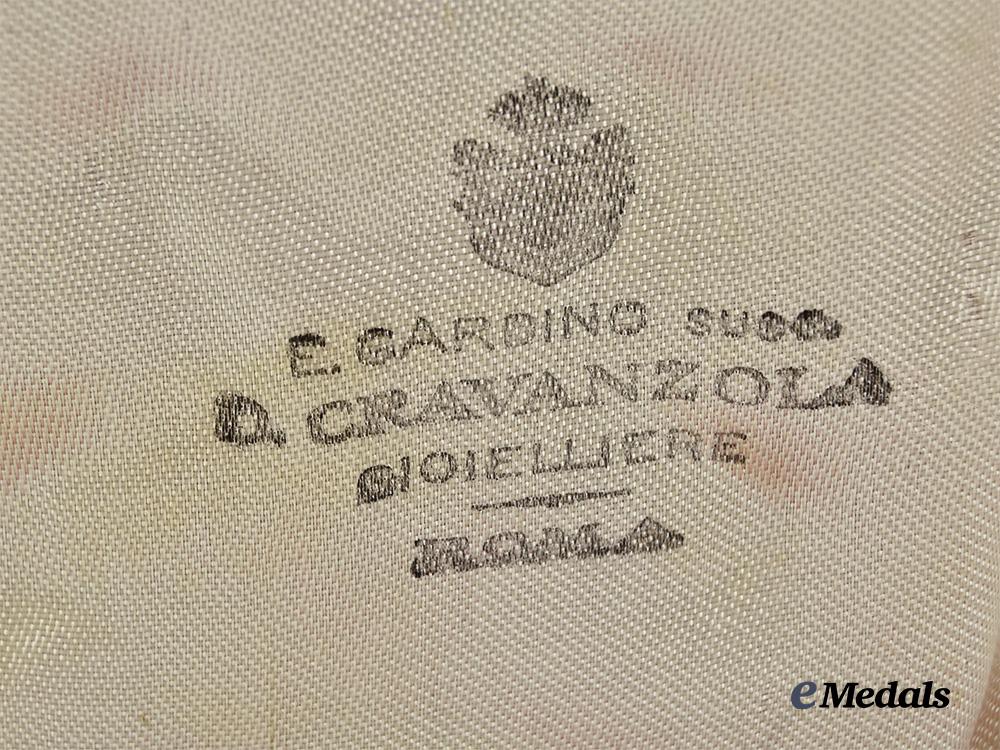 E. GARDINO SUCC
D. CRAVANZOLA
GIOIELLIERE
ROMA
eMedals